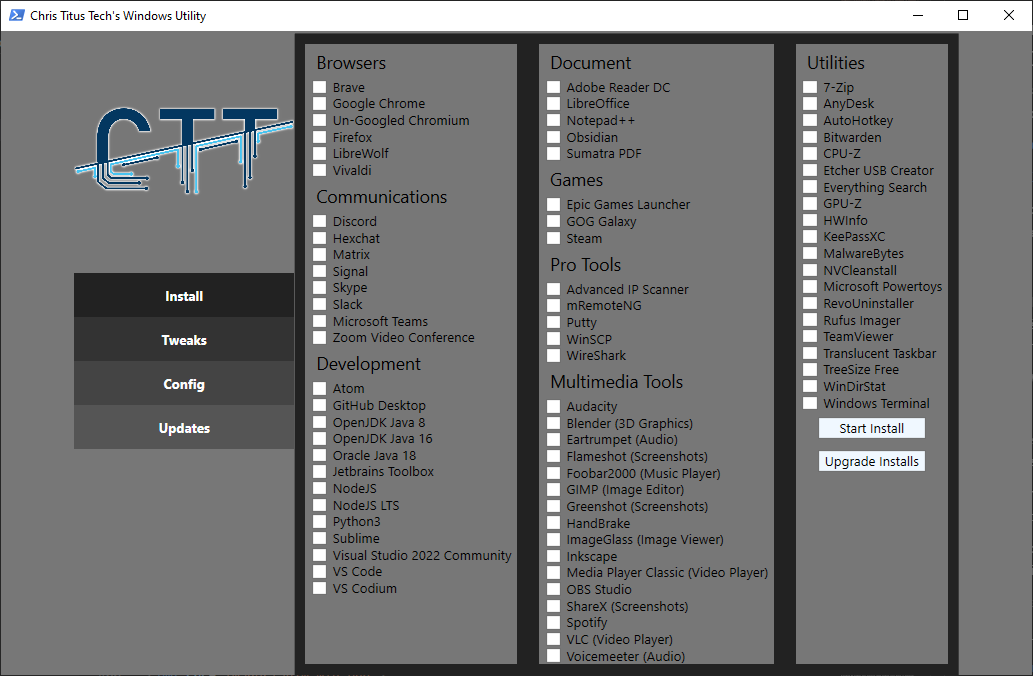 Chris Titus Tech's Windows Utility
CTT
Install
Tweaks
Config
Updates
Browsers
Brave
Google Chrome
Un-Googled Chromium
Firefox
LibreWolf
Vivaldi
Communications
Discord
Hexchat
Matrix
Signal
Skype
Slack
Microsoft Teams
Zoom Video Conference
Development
Atom
GitHub Desktop
OpenJDK Java 8
OpenJDK Java 16
Oracle Java 18
Jetbrains Toolbox
NodeJS
NodeJS LTS
Python3
Sublime
Visual Studio 2022 Community
VS Code
VS Codium
Document
Adobe Reader DC
LibreOffice
Notepad++
Obsidian
Sumatra PDF
Games
Epic Games Launcher
GOG Galaxy
Steam
Pro Tools
Advanced IP Scanner
mRemoteNG
Putty
WinSCP
WireShark
Multimedia Tools
Audacity
Blender (3D Graphics)
Eartrumpet (Audio)
Flameshot (Screenshots)
Foobar2000 (Music Player)
GIMP (Image Editor)
Greenshot (Screenshots)
HandBrake
ImageGlass (Image Viewer)
Inkscape
Media Player Classic (Video Player)
OBS Studio
ShareX (Screenshots)
Spotify
VLC (Video Player)
Voicemeeter (Audio)
Utilities
7-Zip
AnyDesk
AutoHotkey
Bitwarden
CPU-Z
Etcher USB Creator
Everything Search
GPU-Z
HWInfo
KeePassXC
MalwareBytes
NVCleanstall
Microsoft Powertoys
RevoUninstaller
Rufus Imager
TeamViewer
Translucent Taskbar
TreeSize Free
WinDirStat
Windows Terminal
Start Install
Upgrade Installs